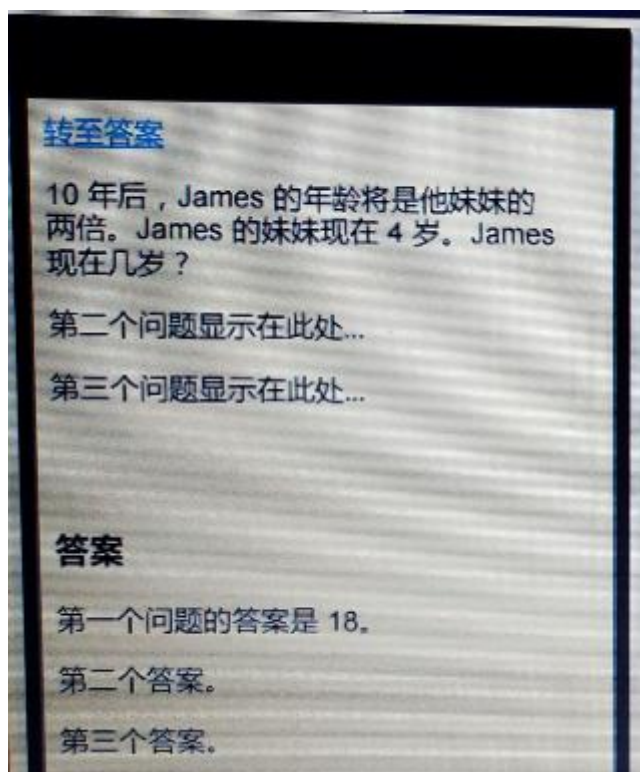 转至答案
10 年后，James 的年龄将是他妹妹的
两倍。James 的妹妹现在 4 岁。James
现在几岁？
第二个问题显示在此处...
第三个问题显示在此处...
答案
第一个问题的答案是 18。
第二个答案。
第三个答案。